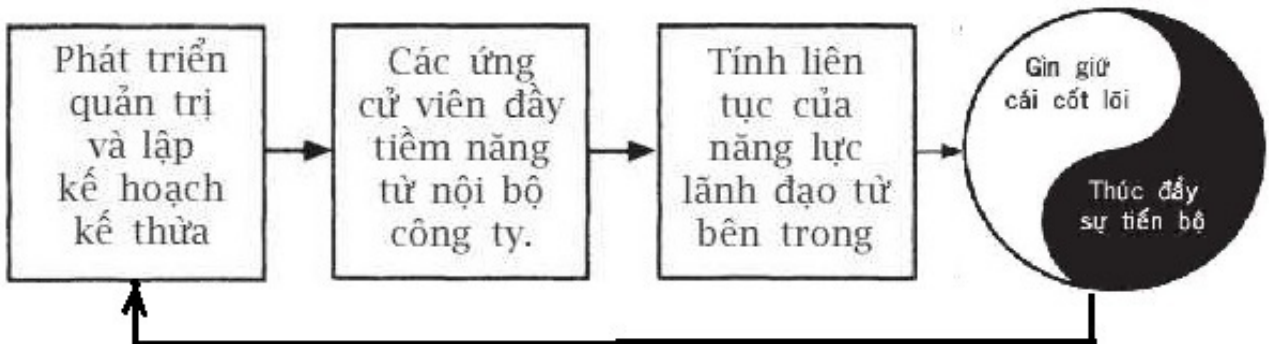 Phát triển
quản trị
và lập
kế hoạch
kế thừa
Các ứng
cử viên đầy
tiềm năng
từ nội bộ
công ty.
Tính liên
tục của
năng lực
lãnh đạo từ
bên trong
Gìn giữ
cái cốt lõi
Thúc đẩy
sự tiến bộ